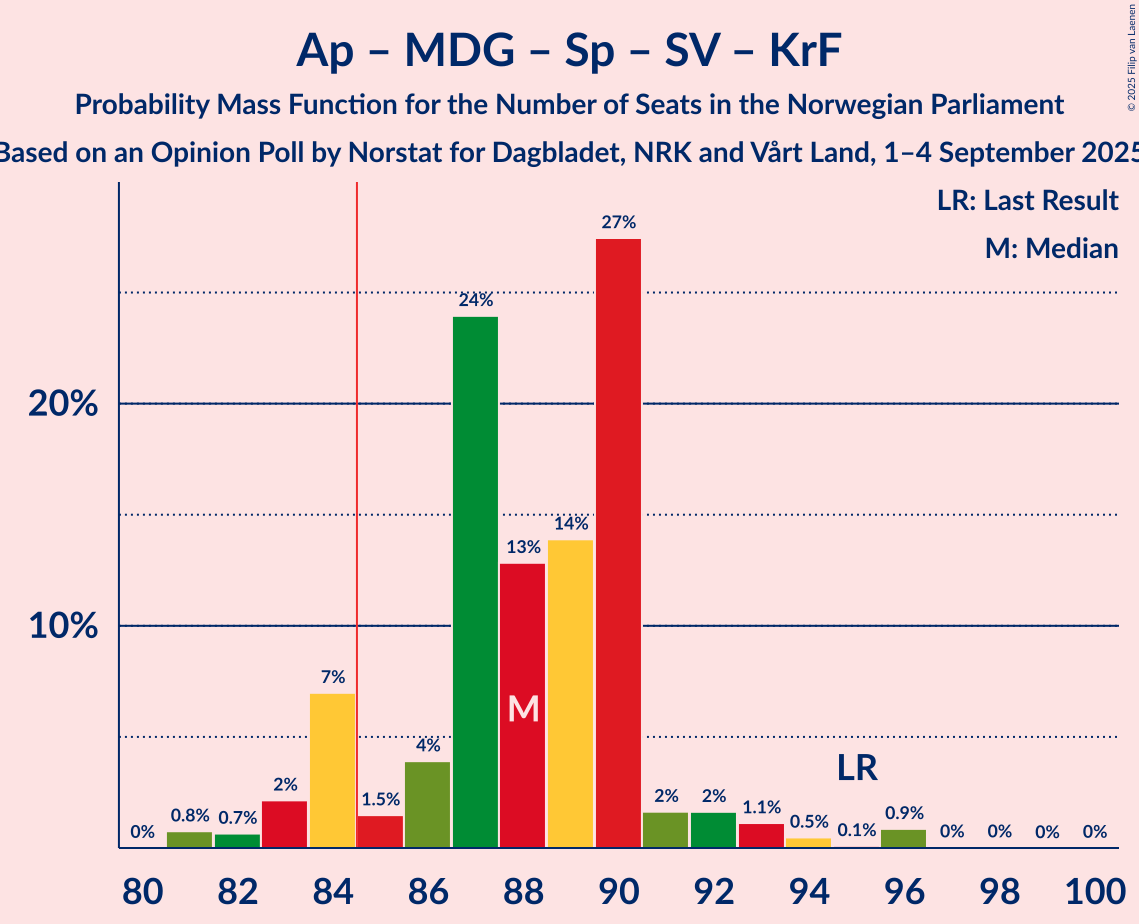 Ap – MDG – Sp – SV – KrF
Probability Mass Function for the Number of Seats in the Norwegian Parliament
Based on an Opinion Poll by Norstat for Dagbladet, NRK and Vårt Land, 1–4 September 2025
© 2025 Filip van Laenen
LR: Last Result
M: Median
27%
24%
20%
14%
13%
10%
7%
M
4%
LR
2%
1.5%
2%
2%
1.1%
0.9%
0%
0.8%
0.7%
0.5%
0.1%
0%
0%
0%
0%
80 82 84 86 88 90 92 94 96 98 100